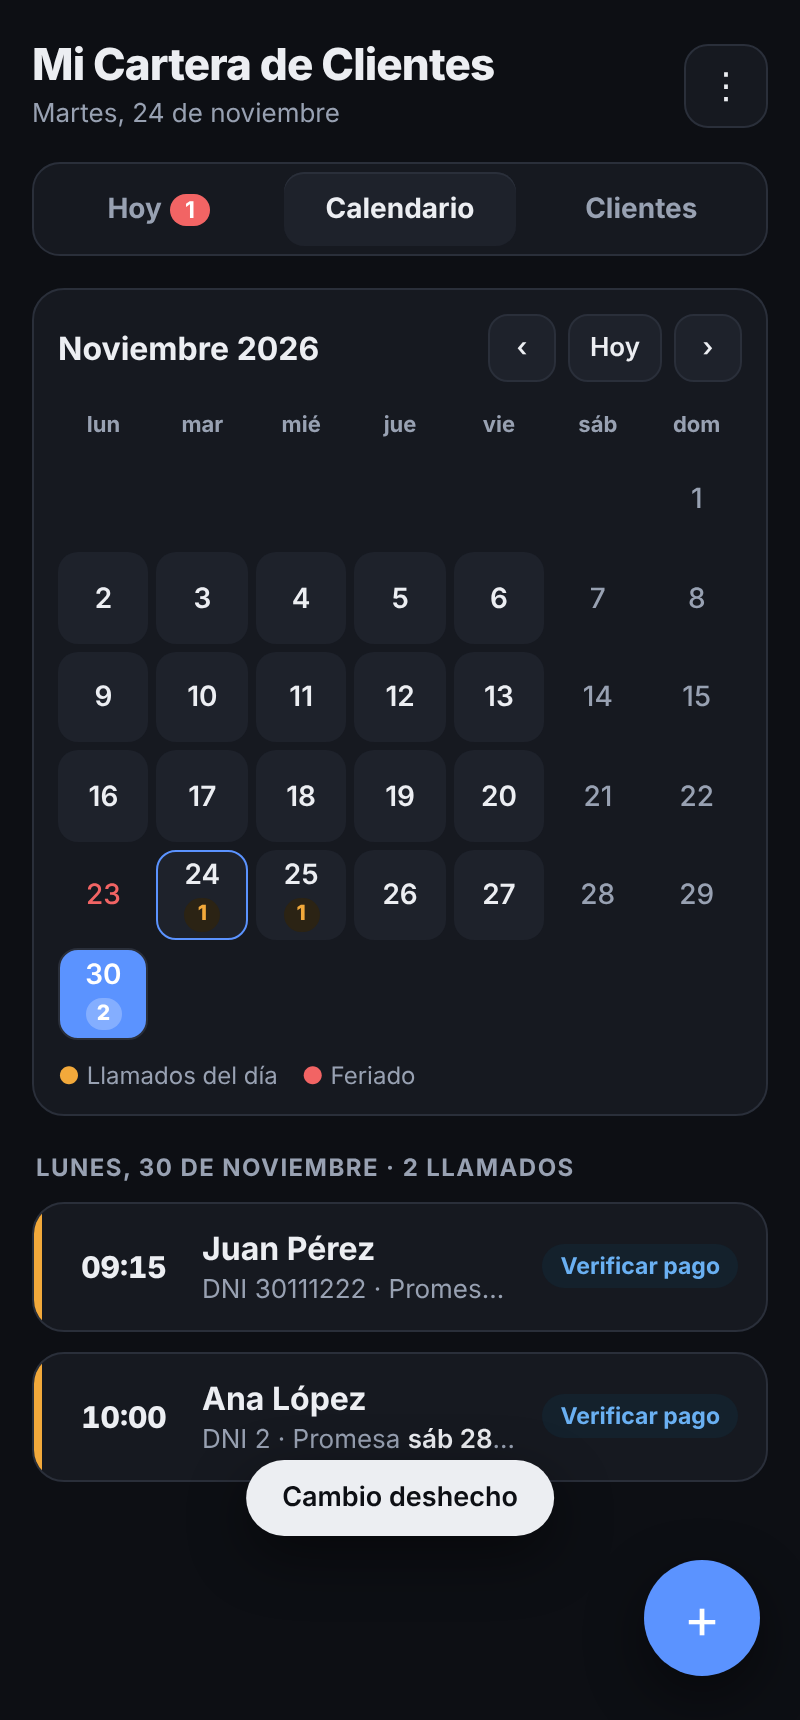 Mi Cartera de Clientes
Martes, 24 de noviembre
⋮
Hoy 1 Calendario Clientes
Noviembre 2026 ‹ Hoy ›
lun mar mié jue vie sáb dom
1
2 3 4 5 6 7 8
9 10 11 12 13 14 15
16 17 18 19 20 21 22
23 24 25 26 27 28 29
1 1
30
2
Llamados del día Feriado
LUNES, 30 DE NOVIEMBRE · 2 LLAMADOS
Juan Pérez
09:15 Verificar pago
DNI 30111222 · Promes...
Ana López
10:00 Verificar pago
DNI 2 · Promesa sáb 28...
Cambio deshecho
+